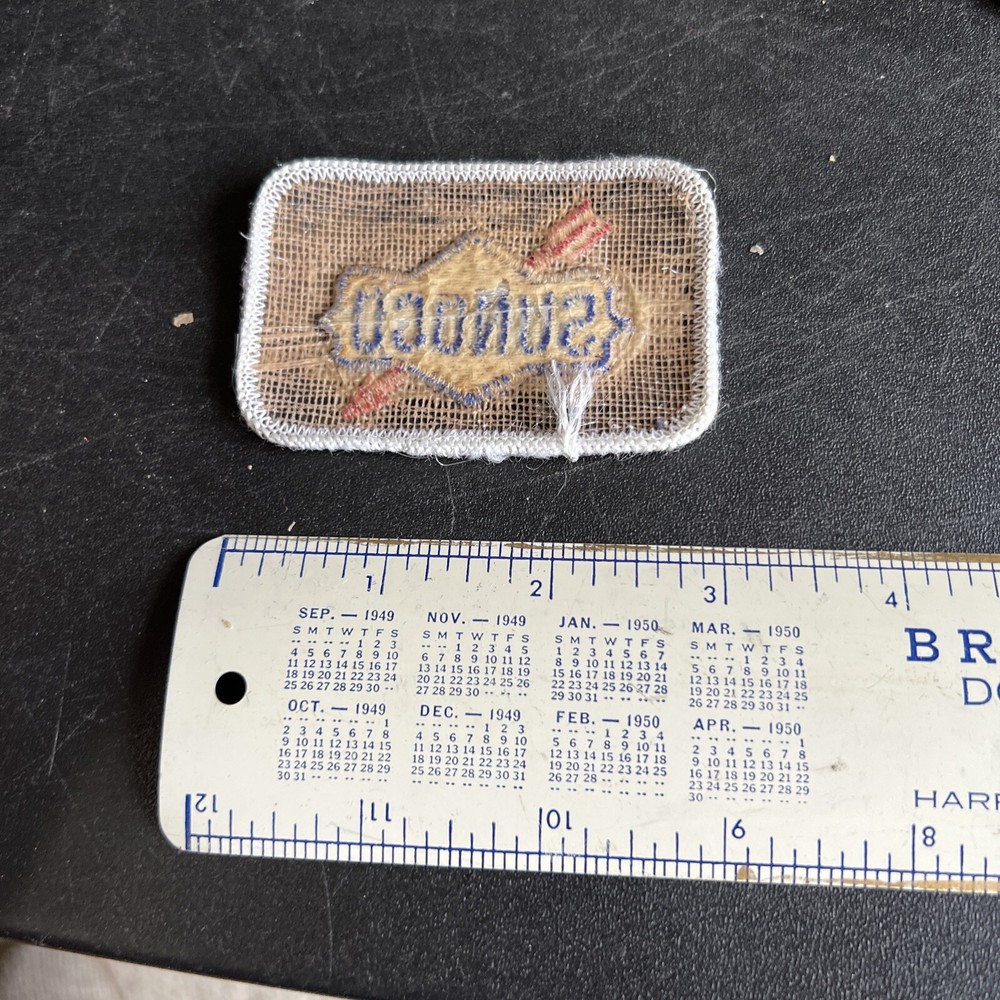 SUNOCO
1 2 3 4
SEP. — 1949
S M T W T F S
-- -- -- -- 1 2 3
4 5 6 7 8 9 10
11 12 13 14 15 16 17
18 19 20 21 22 23 24
25 26 27 28 29 30 --
NOV. — 1949
S M T W T F S
-- -- 1 2 3 4 5
6 7 8 9 10 11 12
13 14 15 16 17 18 19
20 21 22 23 24 25 26
27 28 29 30 -- -- --
JAN. — 1950
S M T W T F S
1 2 3 4 5 6 7
8 9 10 11 12 13 14
15 16 17 18 19 20 21
22 23 24 25 26 27 28
29 30 31 -- -- -- --
MAR. — 1950
S M T W T F S
-- -- -- 1 2 3 4
5 6 7 8 9 10 11
12 13 14 15 16 17 18
19 20 21 22 23 24 25
26 27 28 29 30 31 --
OCT. — 1949
-- -- -- -- -- -- 1
2 3 4 5 6 7 8
9 10 11 12 13 14 15
16 17 18 19 20 21 22
23 24 25 26 27 28 29
30 31 -- -- -- -- --
DEC. — 1949
-- -- -- -- 1 2 3
4 5 6 7 8 9 10
11 12 13 14 15 16 17
18 19 20 21 22 23 24
25 26 27 28 29 30 31
FEB. — 1950
-- -- -- 1 2 3 4
5 6 7 8 9 10 11
12 13 14 15 16 17 18
19 20 21 22 23 24 25
26 27 28 -- -- -- --
APR. — 1950
-- -- -- -- -- -- 1
2 3 4 5 6 7 8
9 10 11 12 13 14 15
16 17 18 19 20 21 22
23 24 25 26 27 28 29
30 -- -- -- -- -- --
BR
DO
HAR
12 11 10 9 8